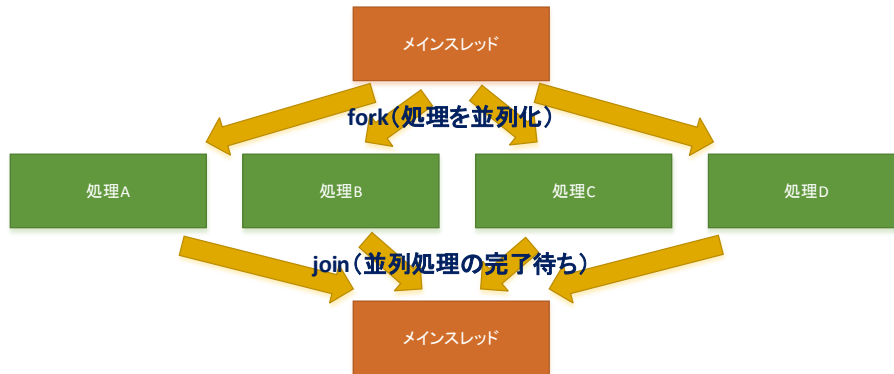 メインスレッド
fork（処理を並列化）
処理A
処理B
処理C
処理D
join（並列処理の完了待ち）
メインスレッド